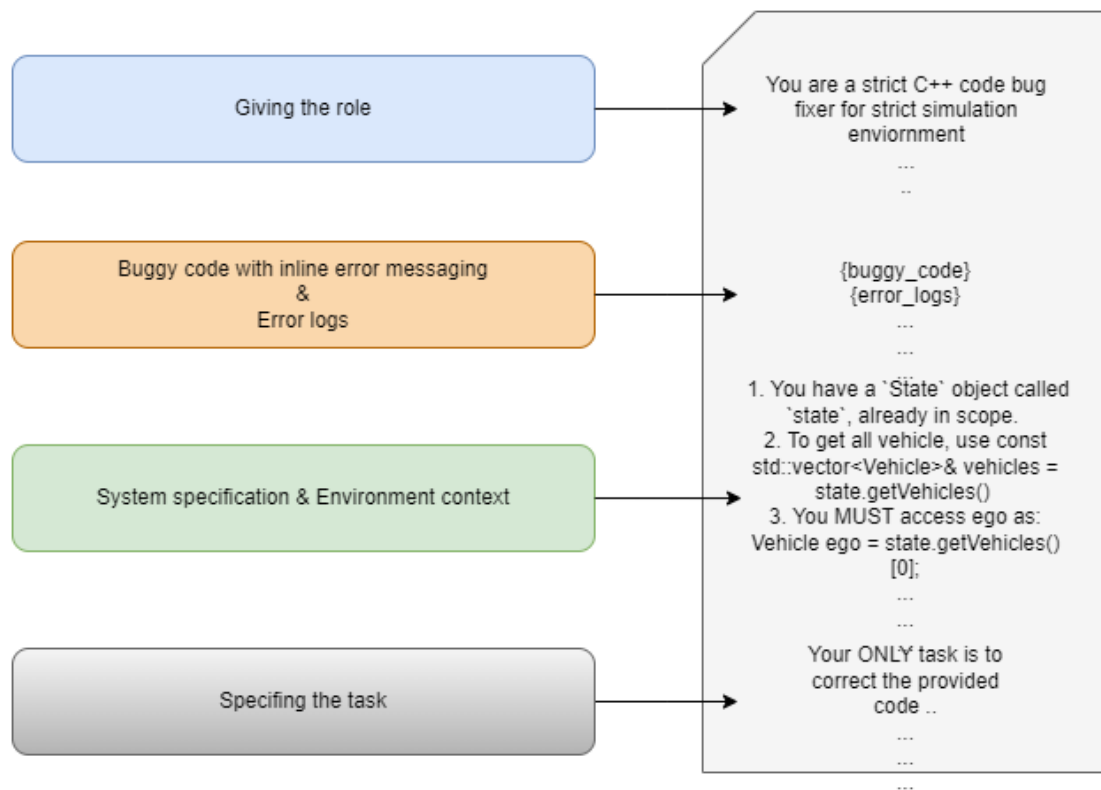 Giving the role
You are a strict C++ code bug
fixer for strict simulation
enviornment
...
..
Buggy code with inline error messaging
&
Error logs
{buggy_code}
{error_logs}
...
...
...
System specification & Environment context
1. You have a `State` object called
`state`, already in scope.
2. To get all vehicle, use const
std::vector<Vehicle>& vehicles =
state.getVehicles()
3. You MUST access ego as:
Vehicle ego = state.getVehicles()
[0];
...
...
Specifing the task
Your ONLY task is to
correct the provided
code ..
...
...
...